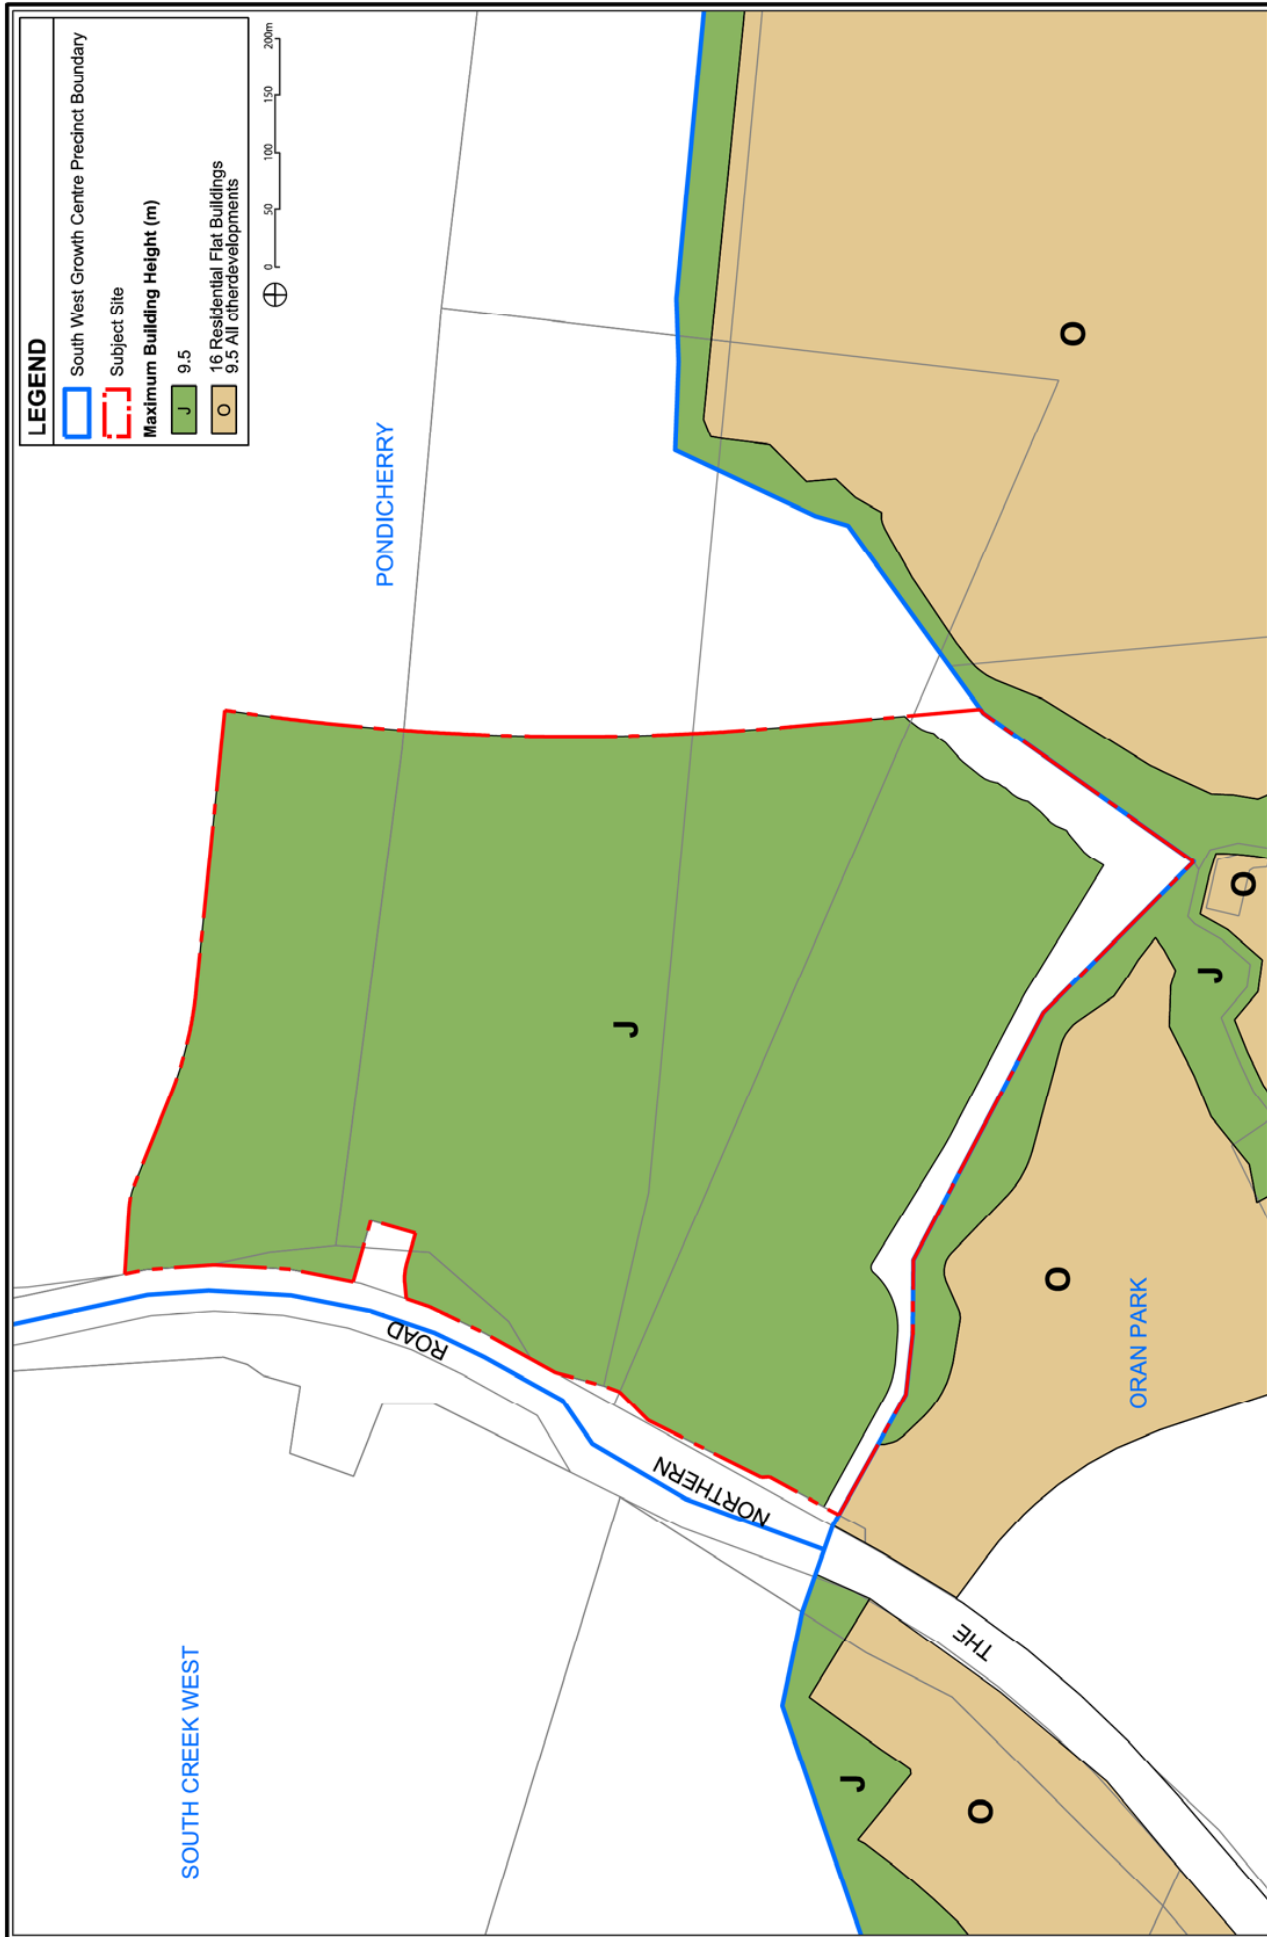 LEGEND
South West Growth Centre Precinct Boundary
Subject Site
Maximum Building Height (m)
J 9.5
O 16 Residential Flat Buildings
9.5 All otherdevelopments
0 50 100 150 200m
SOUTH CREEK WEST
PONDICHERRY
J
ROAD
NORTHERN
THE
O
J
O
J
O
O
ORAN PARK